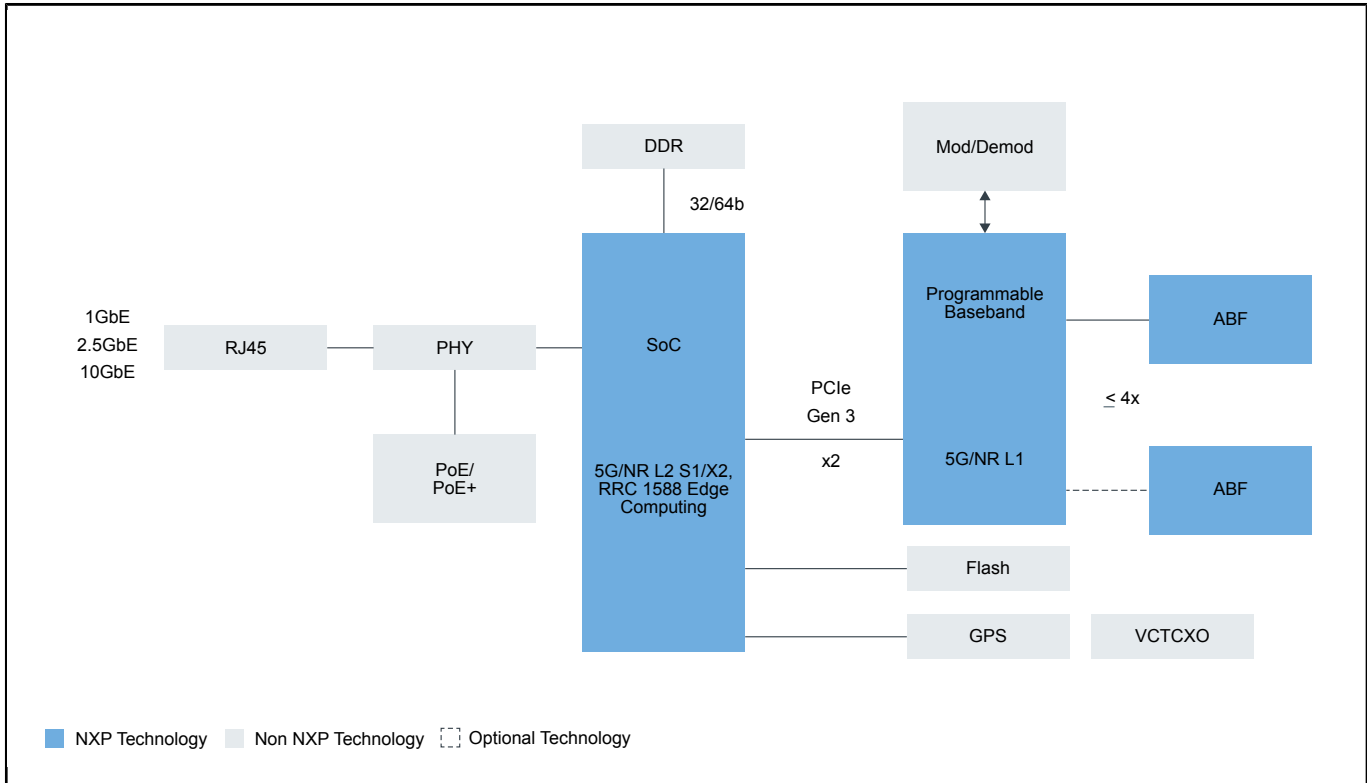 DDR
Mod/Demod
32/64b
1GbE
2.5GbE
10GbE
RJ45
PHY
SoC
Programmable
Baseband
ABF
PCIe
Gen 3
x2
≤ 4x
PoE/
PoE+
5G/NR L2 S1/X2,
RRC 1588 Edge
Computing
5G/NR L1
ABF
Flash
GPS
VCTCXO
NXP Technology
Non NXP Technology
Optional Technology